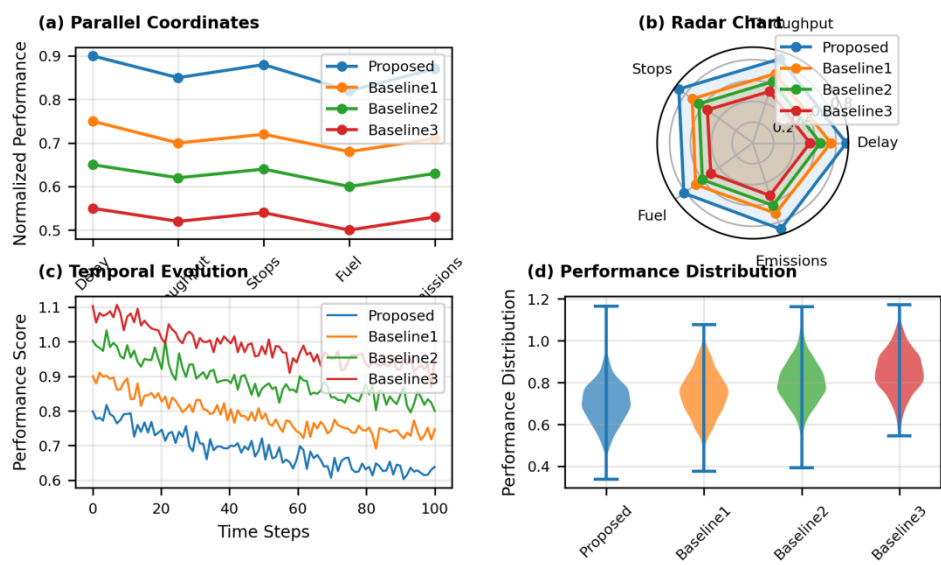 (a) Parallel Coordinates
Normalized Performance
0.9
0.8
0.7
0.6
0.5
Proposed
Baseline1
Baseline2
Baseline3
Delay
Stops
Fuel
(b) Radar Chart
Throughput
Stops
Fuel
Emissions
Delay
0.2
0.8
Proposed
Baseline1
Baseline2
Baseline3
(c) Temporal Evolution
Performance Score
1.1
1.0
0.9
0.8
0.7
0.6
0 20 40 60 80 100
Time Steps
Proposed
Baseline1
Baseline2
Baseline3
(d) Performance Distribution
Performance Distribution
1.2
1.0
0.8
0.6
0.4
Proposed
Baseline1
Baseline2
Baseline3